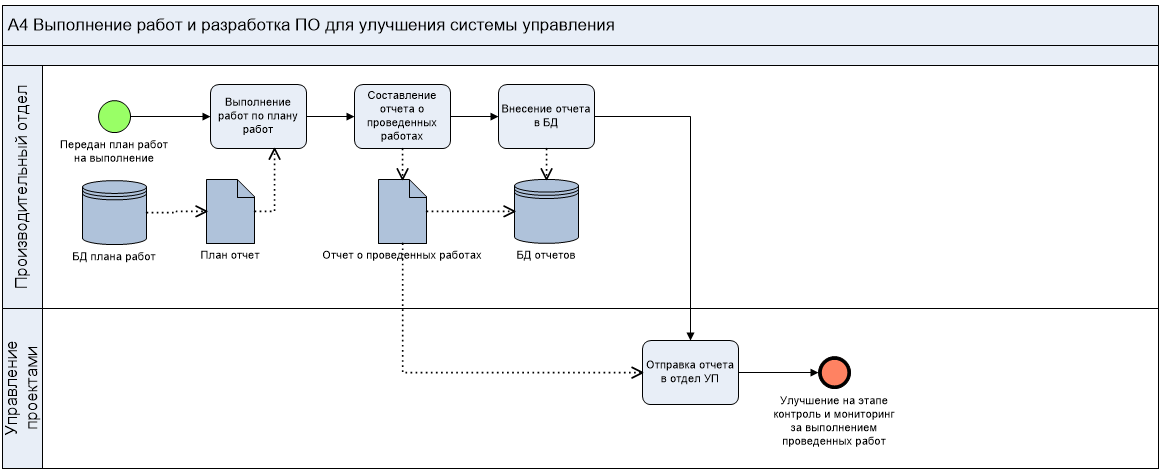 А4 Выполнение работ и разработка ПО для улучшения системы управления
Производительный отдел
Передан план работ
на выполнение
Выполнение
работ по плану
работ
Составление
отчета о
проведенных
работах
Внесение отчета
в БД
БД плана работ
План отчет
Отчет о проведенных работах
БД отчетов
Управление
проектами
Отправка отчета
в отдел УП
Улучшение на этапе
контроль и мониторинг
за выполнением
проведенных работ